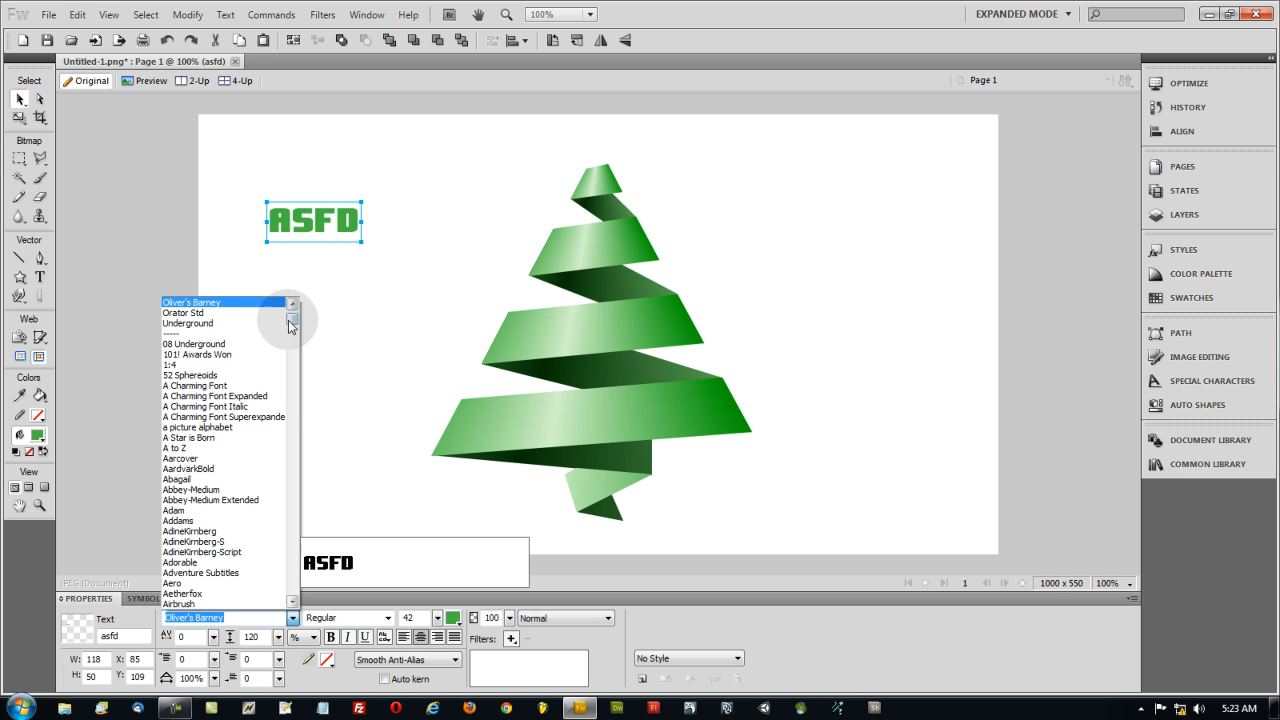 Fw File Edit View Select Modify Text Commands Filters Window Help Br 100% EXPANDED MODE
Untitled-1.png* : Page 1 @ 100% (asfd)
Original Preview 2-Up 4-Up Page 1
Select
Bitmap
Vector
Web
Colors
View
ASFD
Oliver's Barney
Orator Std
Underground
-----
08 Underground
101! Awards Won
1:4
52 Sphereoids
A Charming Font
A Charming Font Expanded
A Charming Font Italic
A Charming Font Superexpande
a picture alphabet
A Star is Born
A to Z
Aarcover
AardvarkBold
Abagail
Abbey-Medium
Abbey-Medium Extended
Adam
Addams
AdineKirnberg
AdineKirnberg-S
AdineKirnberg-Script
Adorable
Adventure Subtitles
Aero
Aetherfox
Airbrush
ASFD
OPTIMIZE
HISTORY
ALIGN
PAGES
STATES
LAYERS
STYLES
COLOR PALETTE
SWATCHES
PATH
IMAGE EDITING
SPECIAL CHARACTERS
AUTO SHAPES
DOCUMENT LIBRARY
COMMON LIBRARY
JPEG (Document) 1 1000 x 550 100%
PROPERTIES SYMBOL
Text Oliver's Barney Regular 42 100 Normal
asfd 0 120 % B I U Filters:
W: 118 X: 85 0 0 Smooth Anti-Alias No Style
H: 50 Y: 109 100% 0 Auto kern
5:23 AM